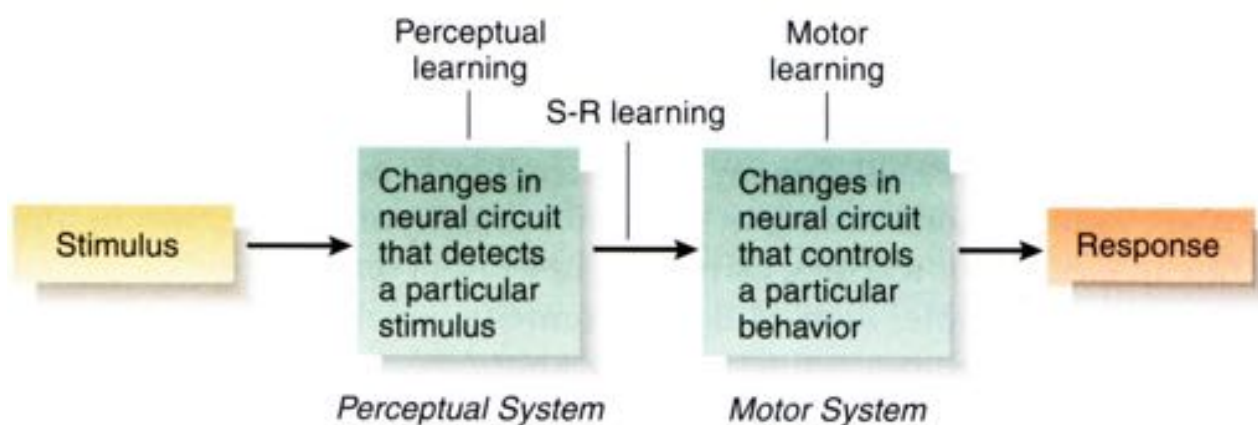 Perceptual
learning
Motor
learning
S-R learning
Stimulus
Changes in
neural circuit
that detects
a particular
stimulus
Changes in
neural circuit
that controls
a particular
behavior
Response
Perceptual System
Motor System